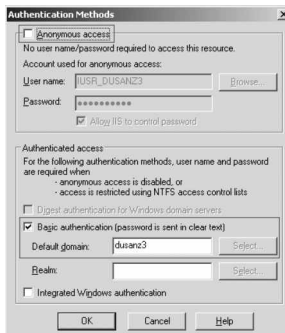 Authentication Methods
Anonymous access
No user name/password required to access this resource.
Account used for anonymous access:
User name: IUSR_DUSANZ3 Browse...
Password: ●●●●●●●●●●
Allow IIS to control password
Authenticated access
For the following authentication methods, user name and password
are required when
- anonymous access is disabled, or
- access is restricted using NTFS access control lists
Digest authentication for Windows domain servers
Basic authentication (password is sent in clear text)
Default domain: dusanz3 Select...
Realm: Select...
Integrated Windows authentication
OK Cancel Help